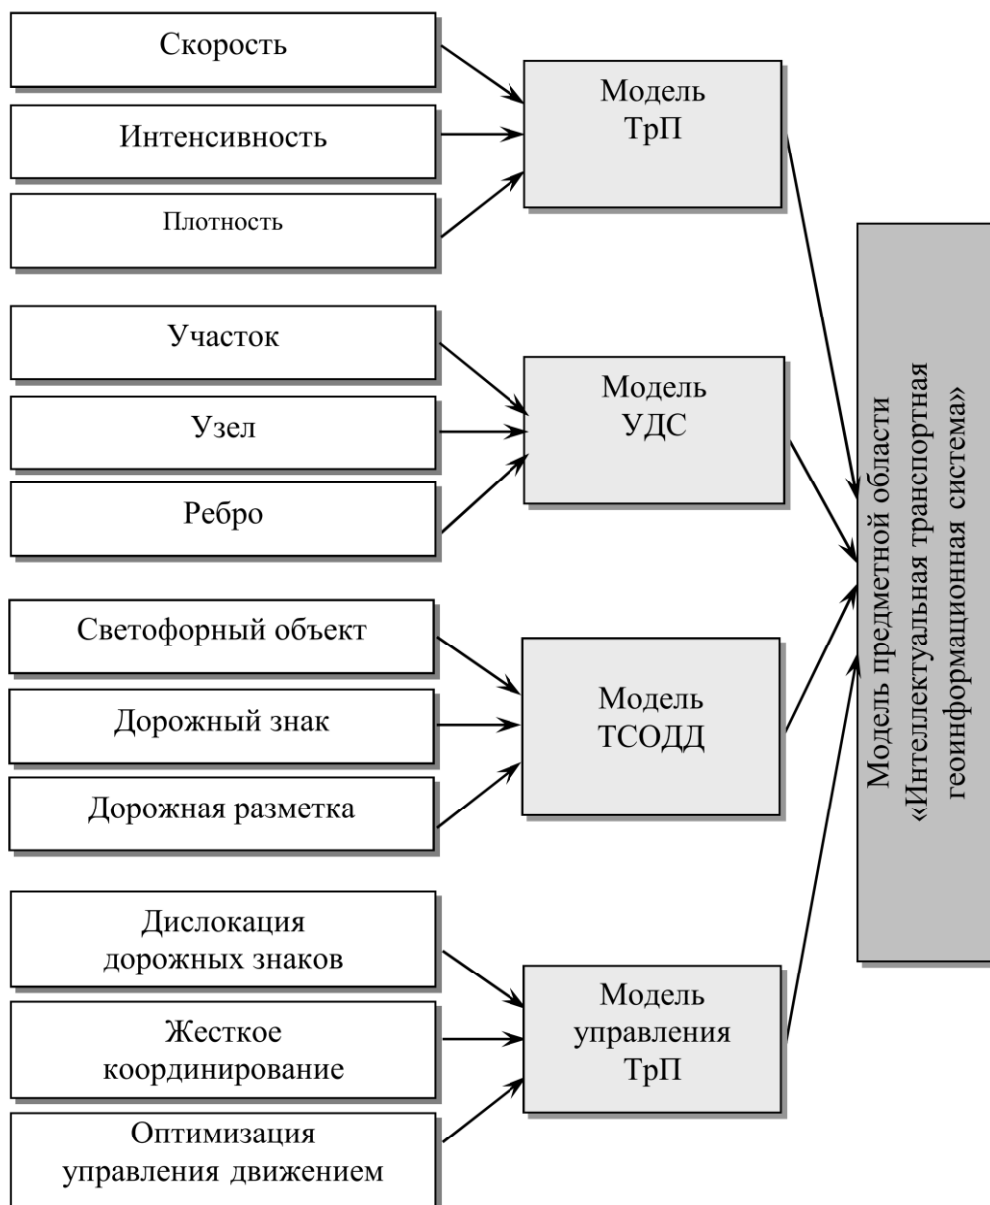 Скорость
Интенсивность
Плотность
Модель
ТрП
Участок
Узел
Ребро
Модель
УДС
Светофорный объект
Дорожный знак
Дорожная разметка
Модель
ТСОДД
Дислокация
дорожных знаков
Жесткое
координирование
Оптимизация
управления движением
Модель
управления
ТрП
Модель предметной области
«Интеллектуальная транспортная
геоинформационная система»